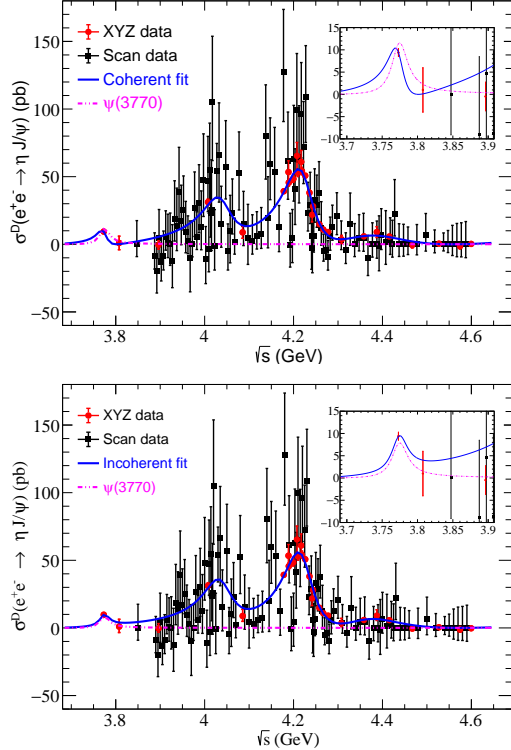 σᴰ(e⁺e⁻ → η J/ψ) (pb)
150
100
50
0
−50
XYZ data
Scan data
Coherent fit
ψ(3770)
15
10
5
0
−5
−10
3.7 3.75 3.8 3.85 3.9
3.8 4 4.2 4.4 4.6
√s (GeV)
σᴰ(e⁺e⁻ → η J/ψ) (pb)
150
100
50
0
−50
XYZ data
Scan data
Incoherent fit
ψ(3770)
15
10
5
0
−5
−10
3.7 3.75 3.8 3.85 3.9
3.8 4 4.2 4.4 4.6
√s (GeV)